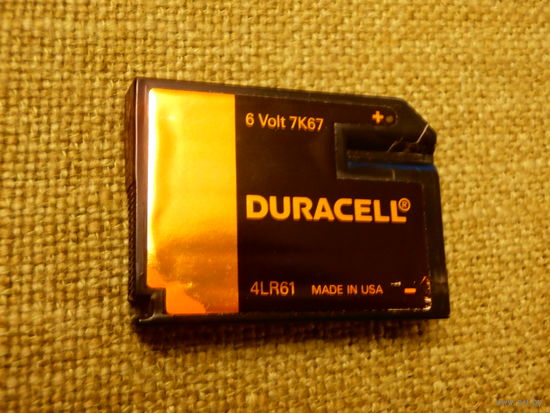 6 Volt 7K67 +
DURACELL®
4LR61 MADE IN USA -